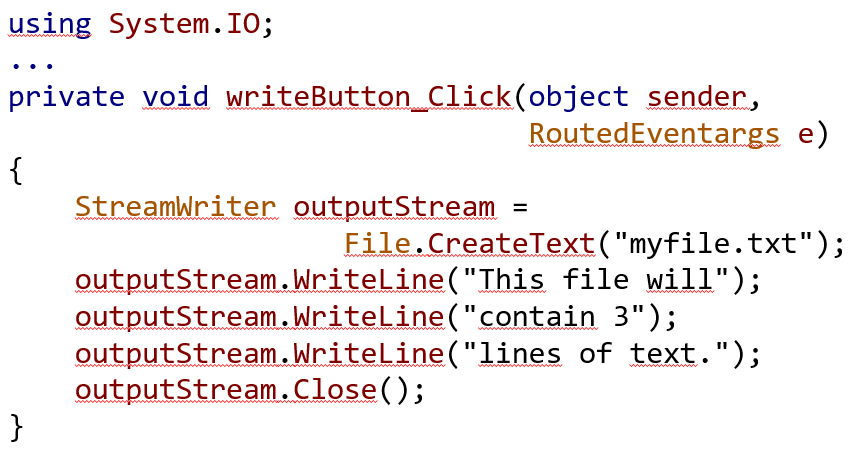 using System.IO;
...
private void writeButton_Click(object sender,
RoutedEventargs e)
{
StreamWriter outputStream =
File.CreateText("myfile.txt");
outputStream.WriteLine("This file will");
outputStream.WriteLine("contain 3");
outputStream.WriteLine("lines of text.");
outputStream.Close();
}